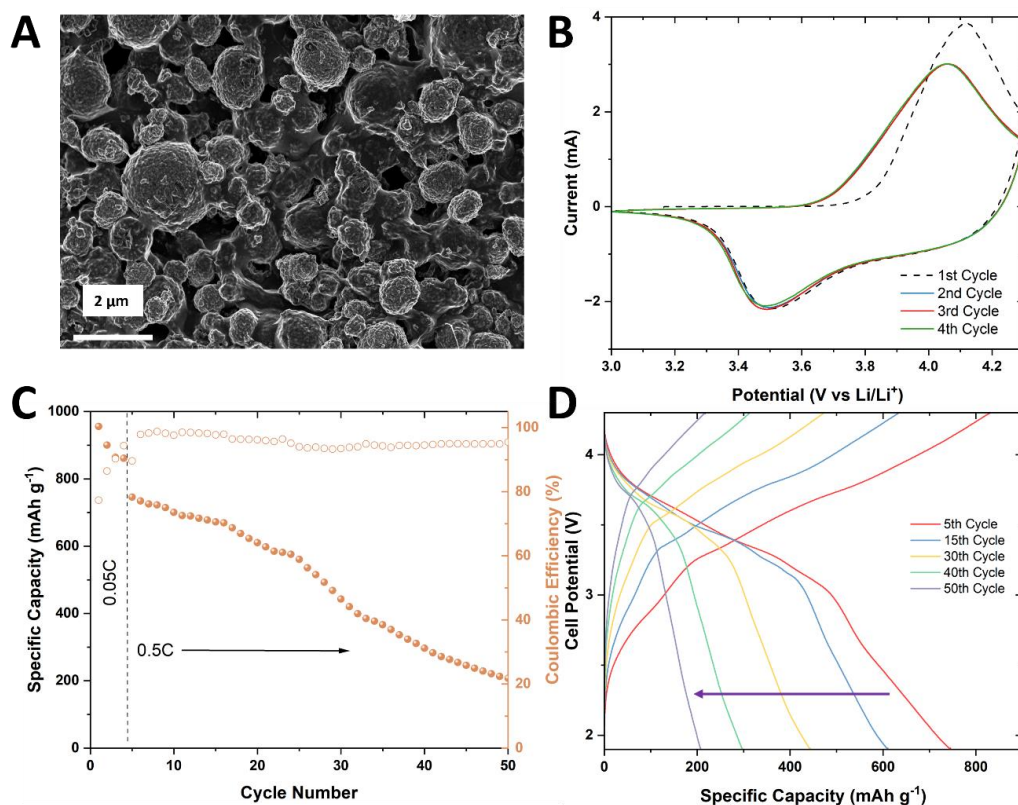 A
2 µm
B
Current (mA)
4
2
0
−2
1st Cycle
2nd Cycle
3rd Cycle
4th Cycle
3.0 3.2 3.4 3.6 3.8 4.0 4.2
Potential (V vs Li/Li⁺)
C
Specific Capacity (mAh g⁻¹)
1000
800
600
400
200
0
0.05C
0.5C
100
80
60
40
20
0
Coulombic Efficiency (%)
0 10 20 30 40 50
Cycle Number
D
Cell Potential (V)
4
3
2
5th Cycle
15th Cycle
30th Cycle
40th Cycle
50th Cycle
0 200 400 600 800
Specific Capacity (mAh g⁻¹)